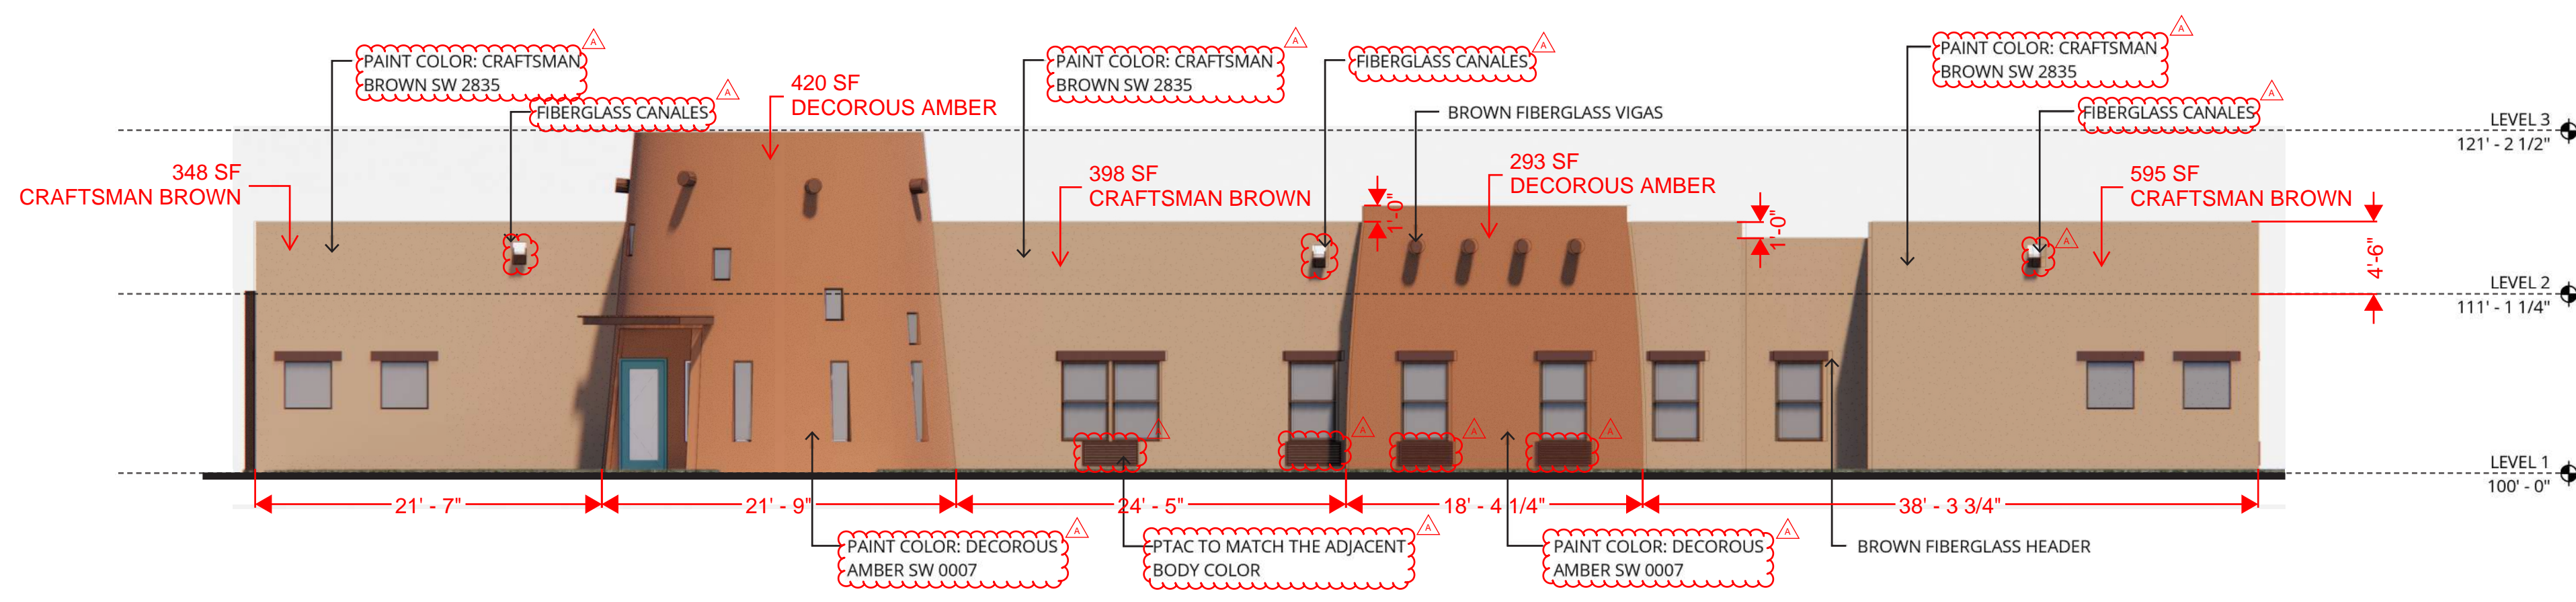 PAINT COLOR: CRAFTSMAN
BROWN SW 2835
A
FIBERGLASS CANALES
A
420 SF
DECOROUS AMBER
PAINT COLOR: CRAFTSMAN
BROWN SW 2835
A
FIBERGLASS CANALES
A
BROWN FIBERGLASS VIGAS
PAINT COLOR: CRAFTSMAN
BROWN SW 2835
A
FIBERGLASS CANALES
A
LEVEL 3
121' - 2 1/2"
348 SF
CRAFTSMAN BROWN
398 SF
CRAFTSMAN BROWN
1'-0"
293 SF
DECOROUS AMBER
1'-0"
595 SF
CRAFTSMAN BROWN
A
4'-6"
LEVEL 2
111' - 1 1/4"
A
A
A
A
LEVEL 1
100' - 0"
21' - 7"
21' - 9"
24' - 5"
18' - 4 1/4"
38' - 3 3/4"
PAINT COLOR: DECOROUS
AMBER SW 0007
A
PTAC TO MATCH THE ADJACENT
BODY COLOR
A
PAINT COLOR: DECOROUS
AMBER SW 0007
A
BROWN FIBERGLASS HEADER